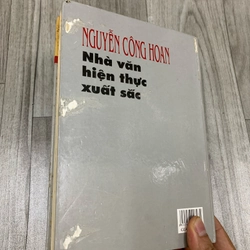 NGUYỄN CÔNG HOAN
Nhà văn
hiện thực
xuất sắc